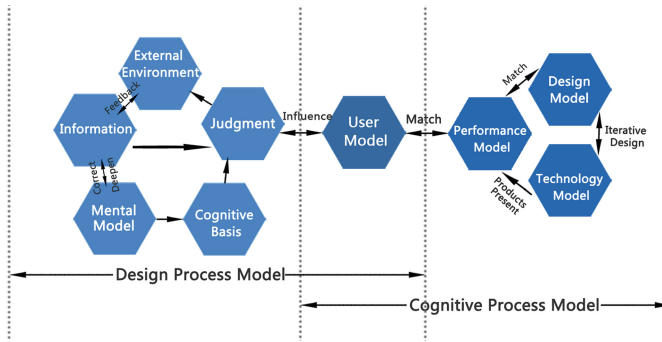 External
Environment
Feedback
Information
Judgment
Correct
Deepen
Mental
Model
Cognitive
Basis
Influence
User
Model
Match
Performance
Model
Match
Design
Model
Iterative
Design
Technology
Model
Products
Present
Design Process Model
Cognitive Process Model